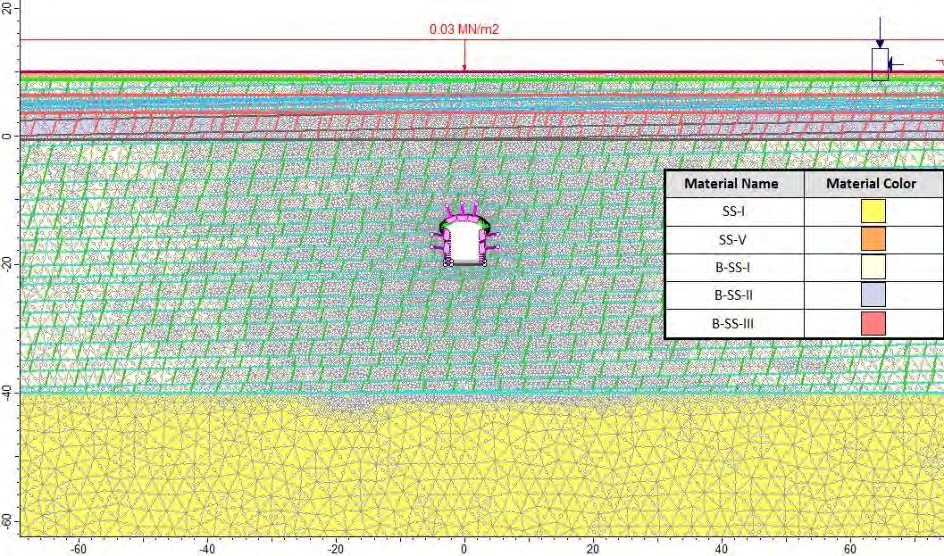 20
0.03 MN/m2
0
Material Name Material Color
SS-I
SS-V
B-SS-I
B-SS-II
B-SS-III
20
-40
-60
-60 -40 -20 0 20 40 60